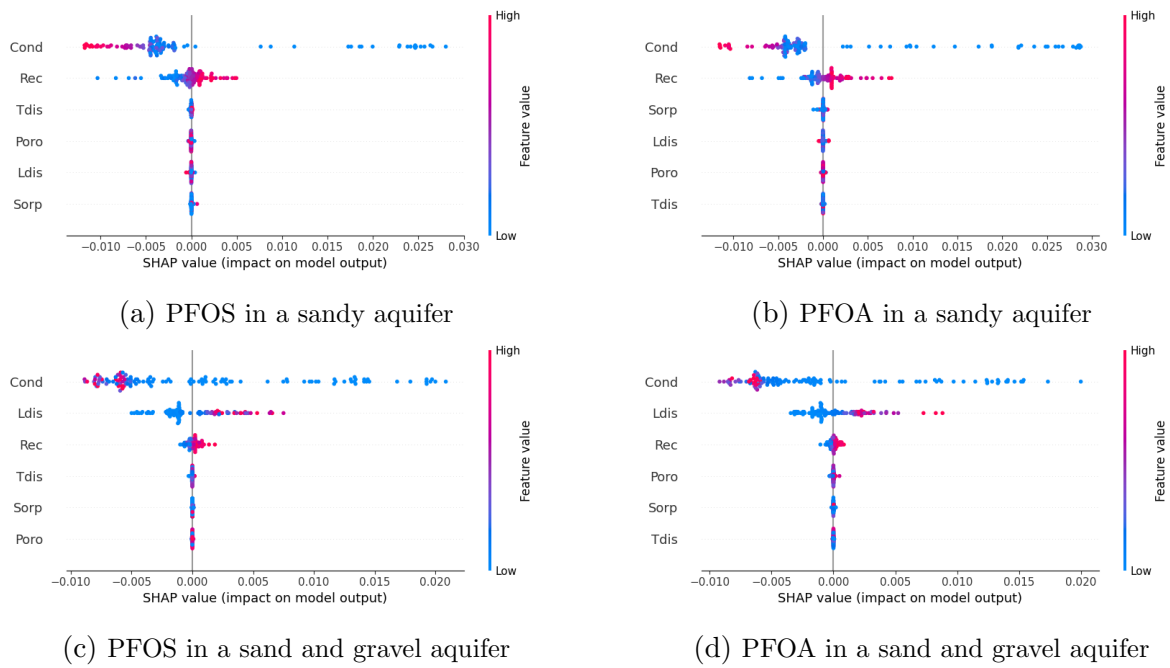 High
Cond
Rec
Tdis
Poro
Ldis
Sorp
Low
Feature value
−0.010 −0.005 0.000 0.005 0.010 0.015 0.020 0.025 0.030
SHAP value (impact on model output)
(a) PFOS in a sandy aquifer
High
Cond
Rec
Sorp
Ldis
Poro
Tdis
Low
Feature value
−0.010 −0.005 0.000 0.005 0.010 0.015 0.020 0.025 0.030
SHAP value (impact on model output)
(b) PFOA in a sandy aquifer
High
Cond
Ldis
Rec
Tdis
Sorp
Poro
Low
Feature value
−0.010 −0.005 0.000 0.005 0.010 0.015 0.020
SHAP value (impact on model output)
(c) PFOS in a sand and gravel aquifer
High
Cond
Ldis
Rec
Poro
Sorp
Tdis
Low
Feature value
−0.010 −0.005 0.000 0.005 0.010 0.015 0.020
SHAP value (impact on model output)
(d) PFOA in a sand and gravel aquifer